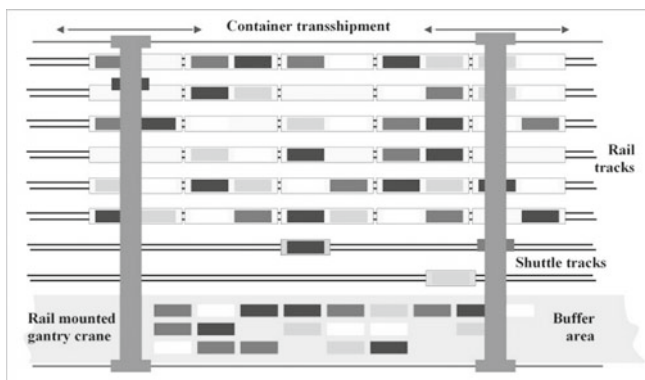 Container transshipment
Rail
tracks
Shuttle tracks
Rail mounted
gantry crane
Buffer
area